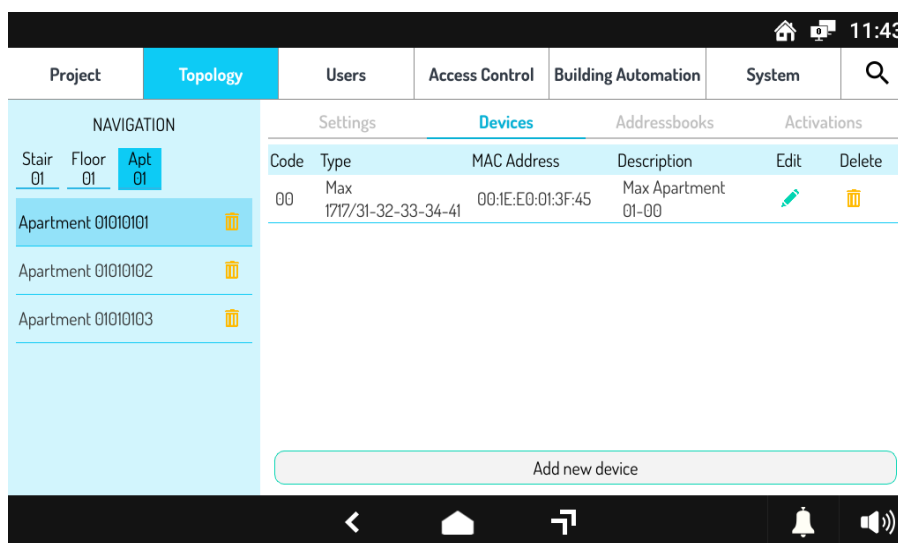 11:43
Project Topology Users Access Control Building Automation System
NAVIGATION Settings Devices Addressbooks Activations
Stair Floor Apt
01 01 01
Code Type MAC Address Description Edit Delete
00 Max 1717/31-32-33-34-41 00:1E:E0:01:3F:45 Max Apartment 01-00
Apartment 01010101
Apartment 01010102
Apartment 01010103
Add new device